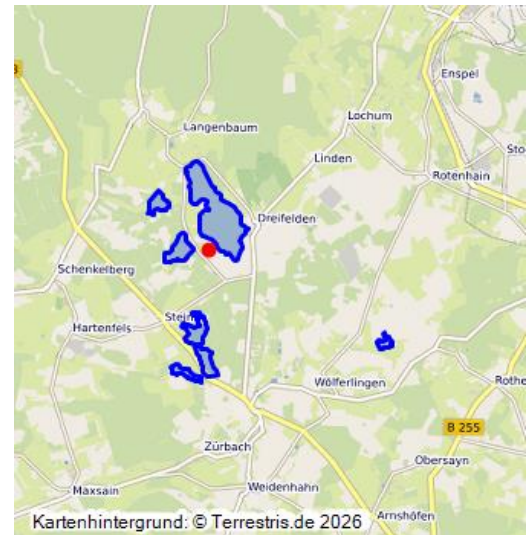 Enspel
8
Lochum
Langenbaum
Sto
Linden
Rotenhain
Dreifelden
Schenkelberg
Stein
Hartenfels
Wölferlingen
Rothe
B 255
Zürbach
Obersayn
Maxsain
Weidenhahn
Arnshöfen
Kartenhintergrund: © Terrestris.de 2026